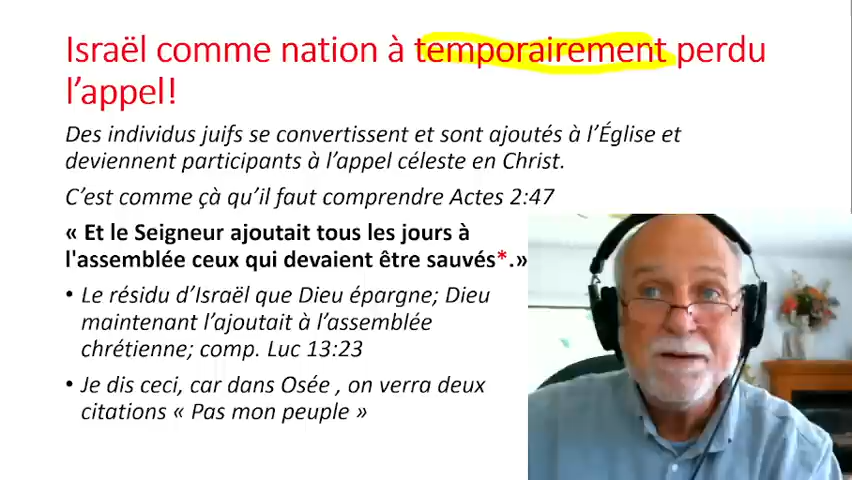 Israël comme nation à temporairement perdu
l'appel!
Des individus juifs se convertissent et sont ajoutés à l'Église et
deviennent participants à l'appel céleste en Christ.
C'est comme çà qu'il faut comprendre Actes 2:47
« Et le Seigneur ajoutait tous les jours à
l'assemblée ceux qui devaient être sauvés*.»
• Le résidu d'Israël que Dieu épargne; Dieu
maintenant l'ajoutait à l'assemblée
chrétienne; comp. Luc 13:23
• Je dis ceci, car dans Osée , on verra deux
citations « Pas mon peuple »